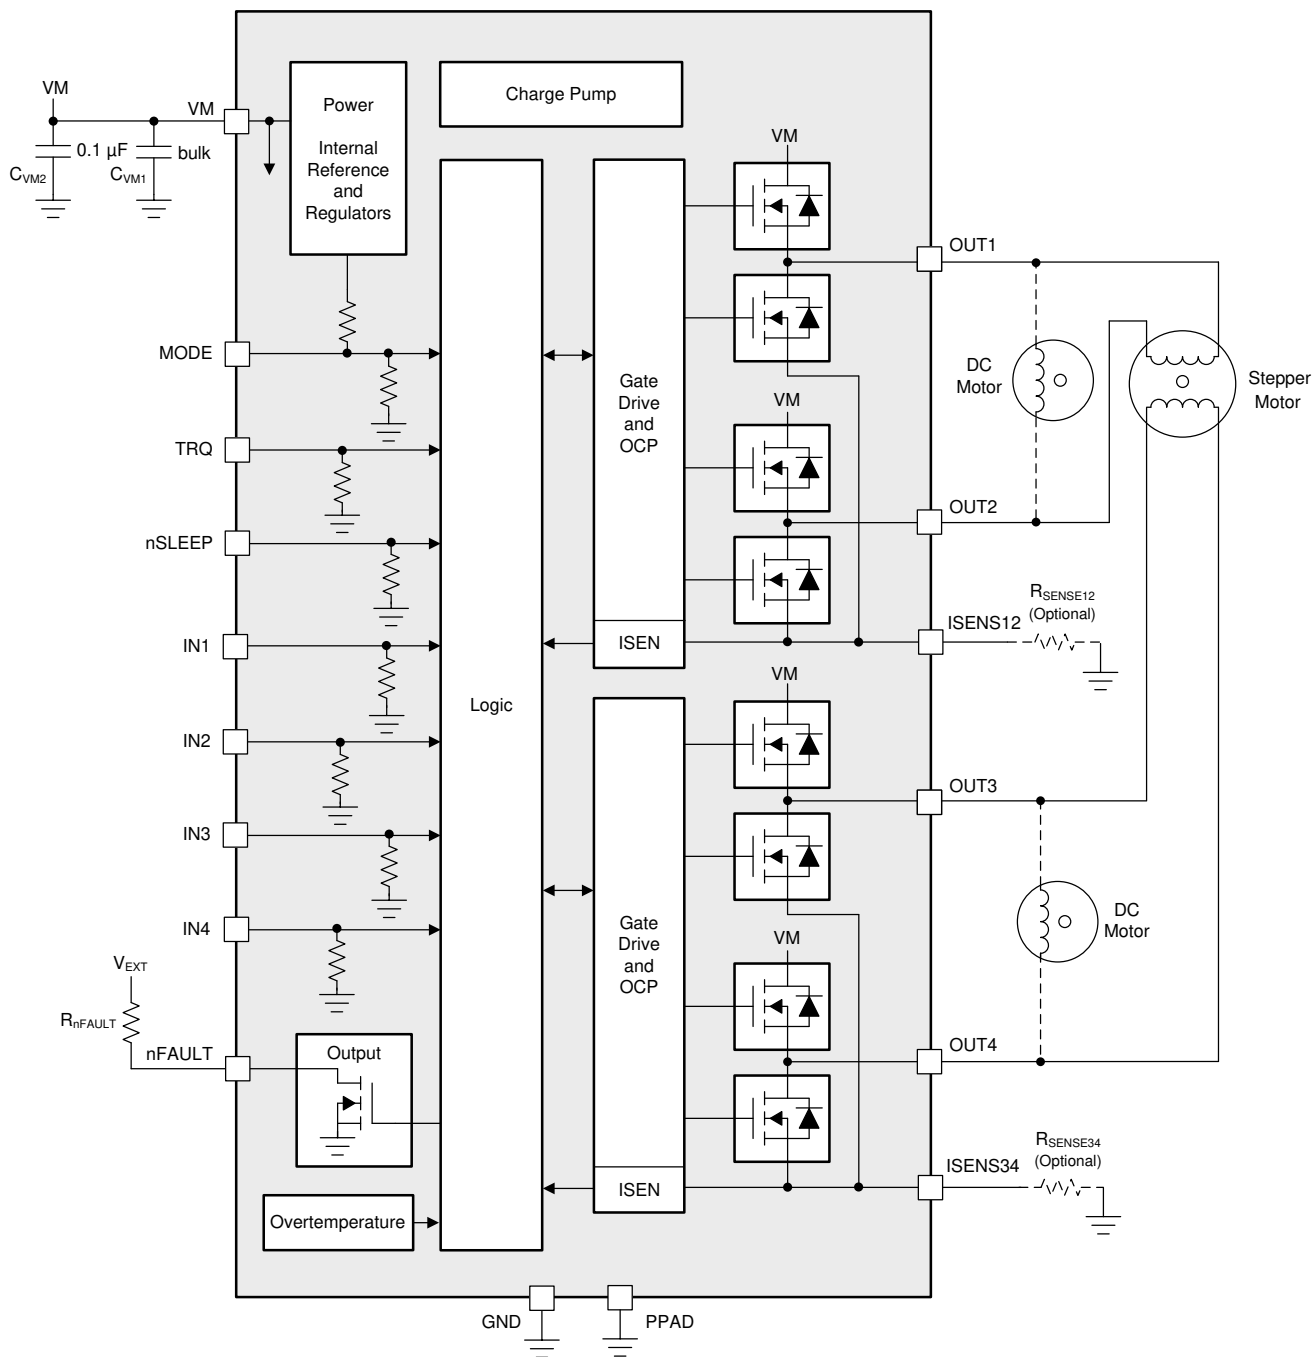 VM
VM
0.1 µF
bulk
CVM2
CVM1
Power
Internal
Reference
and
Regulators
Charge Pump
MODE
TRQ
nSLEEP
IN1
IN2
IN3
IN4
VEXT
RnFAULT
nFAULT
Output
Overtemperature
Logic
Gate
Drive
and
OCP
ISEN
Gate
Drive
and
OCP
ISEN
VM
VM
VM
VM
OUT1
DC
Motor
Stepper
Motor
OUT2
RSENSE12
(Optional)
ISENS12
OUT3
DC
Motor
OUT4
RSENSE34
(Optional)
ISENS34
GND
PPAD